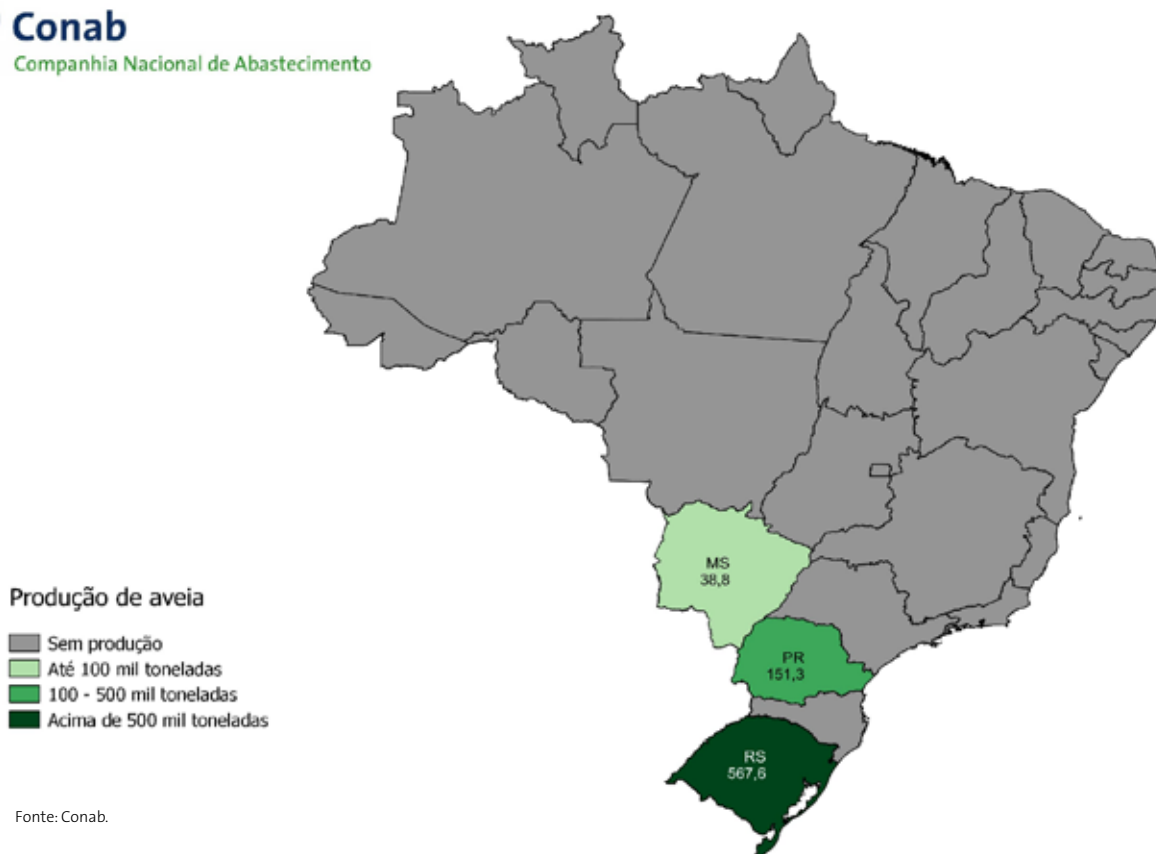 Conab
Companhia Nacional de Abastecimento
MS
38,8
PR
151,3
RS
567,6
Produção de aveia
Sem produção
Até 100 mil toneladas
100 - 500 mil toneladas
Acima de 500 mil toneladas
Fonte: Conab.